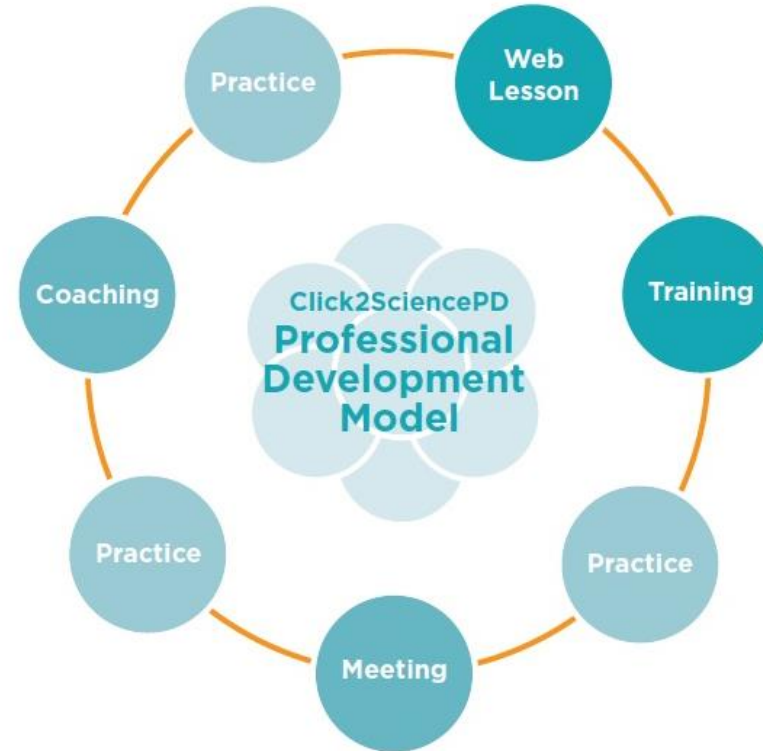 Practice
Web
Lesson
Coaching
Click2SciencePD
Professional
Development
Model
Training
Practice
Practice
Meeting